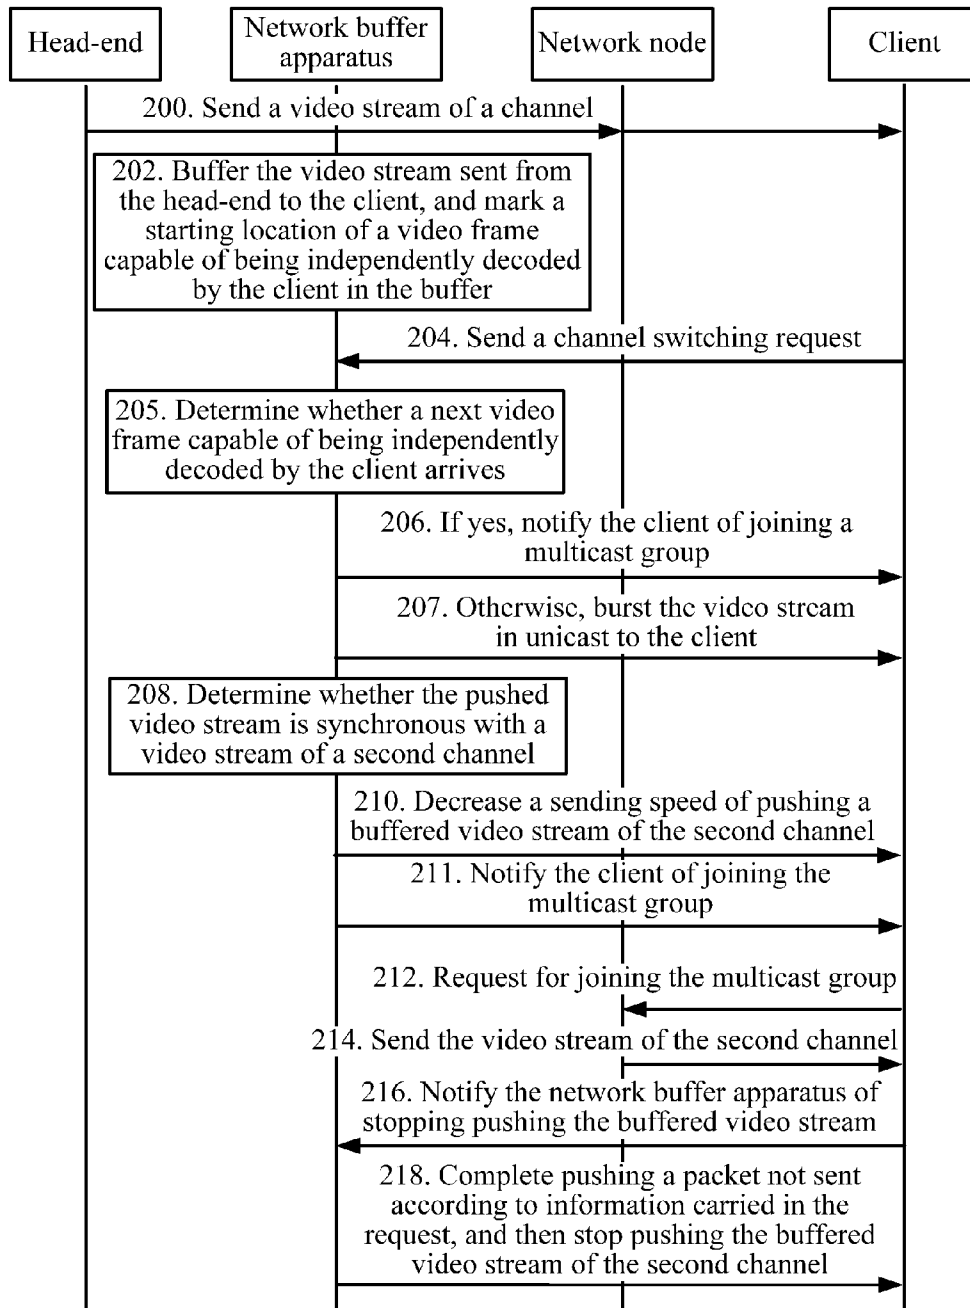 Head-end
Network buffer
apparatus
Network node
Client
200. Send a video stream of a channel
202. Buffer the video stream sent from
the head-end to the client, and mark a
starting location of a video frame
capable of being independently decoded
by the client in the buffer
204. Send a channel switching request
205. Determine whether a next video
frame capable of being independently
decoded by the client arrives
206. If yes, notify the client of joining a
multicast group
207. Otherwise, burst the video stream
in unicast to the client
208. Determine whether the pushed
video stream is synchronous with a
video stream of a second channel
210. Decrease a sending speed of pushing a
buffered video stream of the second channel
211. Notify the client of joining the
multicast group
212. Request for joining the multicast group
214. Send the video stream of the second channel
216. Notify the network buffer apparatus of
stopping pushing the buffered video stream
218. Complete pushing a packet not sent
according to information carried in the
request, and then stop pushing the buffered
video stream of the second channel